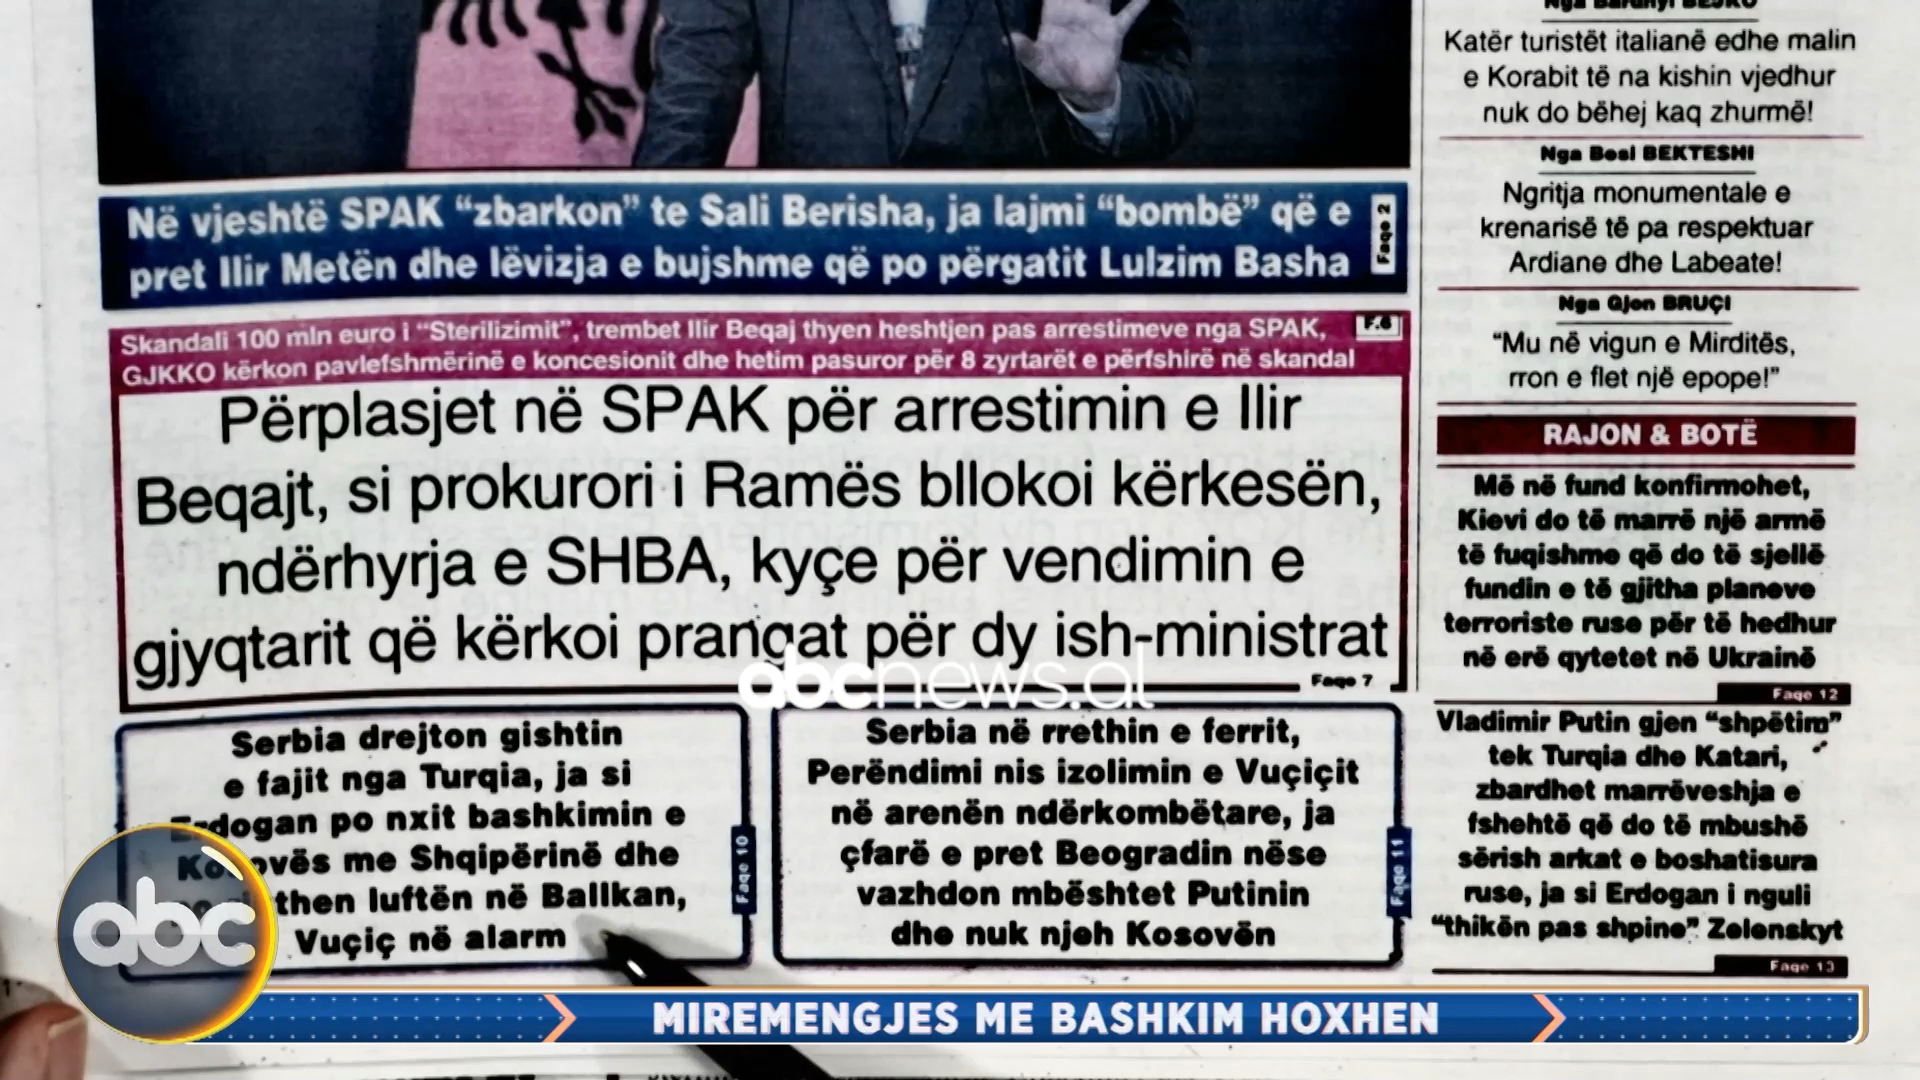 Në vjeshtë SPAK “zbarkon” te Sali Berisha, ja lajmi “bombë” që e
pret Ilir Metën dhe lëvizja e bujshme që po përgatit Lulzim Basha
Faqe 2
Skandali 100 mln euro i “Sterilizimit”, trembet Ilir Beqaj thyen heshtjen pas arrestimeve nga SPAK,
GJKKO kërkon pavlefshmërinë e koncesionit dhe hetim pasuror për 8 zyrtarët e përfshirë në skandal
F.6
Përplasjet në SPAK për arrestimin e Ilir
Beqajt, si prokurori i Ramës bllokoi kërkesën,
ndërhyrja e SHBA, kyçe për vendimin e
gjyqtarit që kërkoi prangat për dy ish-ministrat
Faqe 7
abcnews.al
Serbia drejton gishtin
e fajit nga Turqia, ja si
Erdogan po nxit bashkimin e
Kosovës me Shqipërinë dhe
then luftën në Ballkan,
Vuçiç në alarm
Faqe 10
Serbia në rrethin e ferrit,
Perëndimi nis izolimin e Vuçiçit
në arenën ndërkombëtare, ja
çfarë e pret Beogradin nëse
vazhdon mbështet Putinin
dhe nuk njeh Kosovën
Faqe 11
Nga Bardhyl BEJKO
Katër turistët italianë edhe malin
e Korabit të na kishin vjedhur
nuk do bëhej kaq zhurmë!
Nga Besi BEKTESHI
Ngritja monumentale e
krenarisë të pa respektuar
Ardiane dhe Labeate!
Nga Gjon BRUÇI
“Mu në vigun e Mirditës,
rron e flet një epope!”
RAJON & BOTË
Më në fund konfirmohet,
Kievi do të marrë një armë
të fuqishme që do të sjellë
fundin e të gjitha planeve
terroriste ruse për të hedhur
në erë qytetet në Ukrainë
Faqe 12
Vladimir Putin gjen “shpëtim”
tek Turqia dhe Katari,
zbardhet marrëveshja e
fshehtë që do të mbushë
sërish arkat e boshatisura
ruse, ja si Erdogan i nguli
“thikën pas shpine” Zelenskyt
Faqe 13
abc
MIREMENGJES ME BASHKIM HOXHEN